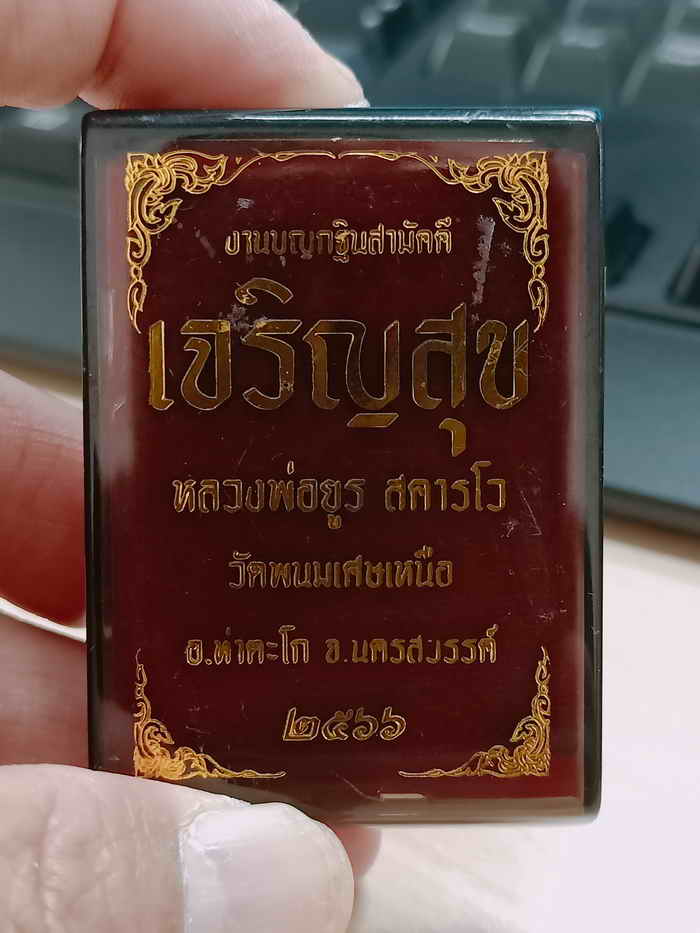 งานบุญกฐินสามัคคี
เจริญสุข
หลวงพ่อยูร สคารโว
วัดพนมเศษเหนือ
อ.ท่าตะโก จ.นครสวรรค์
๒๕๖๖